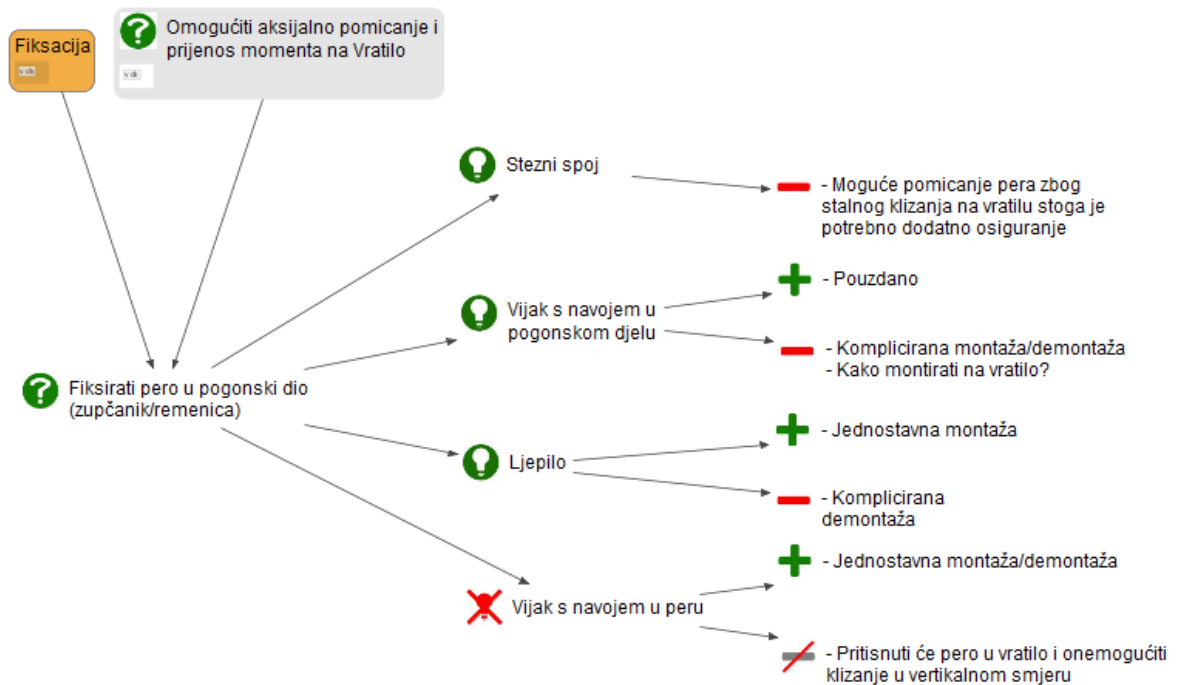 Fiksacija
Omogućiti aksijalno pomicanje i
prijenos momenta na Vratilo
Stezni spoj
- Moguće pomicanje pera zbog
stalnog klizanja na vratilu stoga je
potrebno dodatno osiguranje
Vijak s navojem u
pogonskom djelu
- Pouzdano
- Komplicirana montaža/demontaža
- Kako montirati na vratilo?
Fiksirati pero u pogonski dio
(zupčanik/remenica)
Ljepilo
- Jednostavna montaža
- Komplicirana
demontaža
Vijak s navojem u peru
- Jednostavna montaža/demontaža
- Pritisnuti će pero u vratilo i onemogućiti
klizanje u vertikalnom smjeru